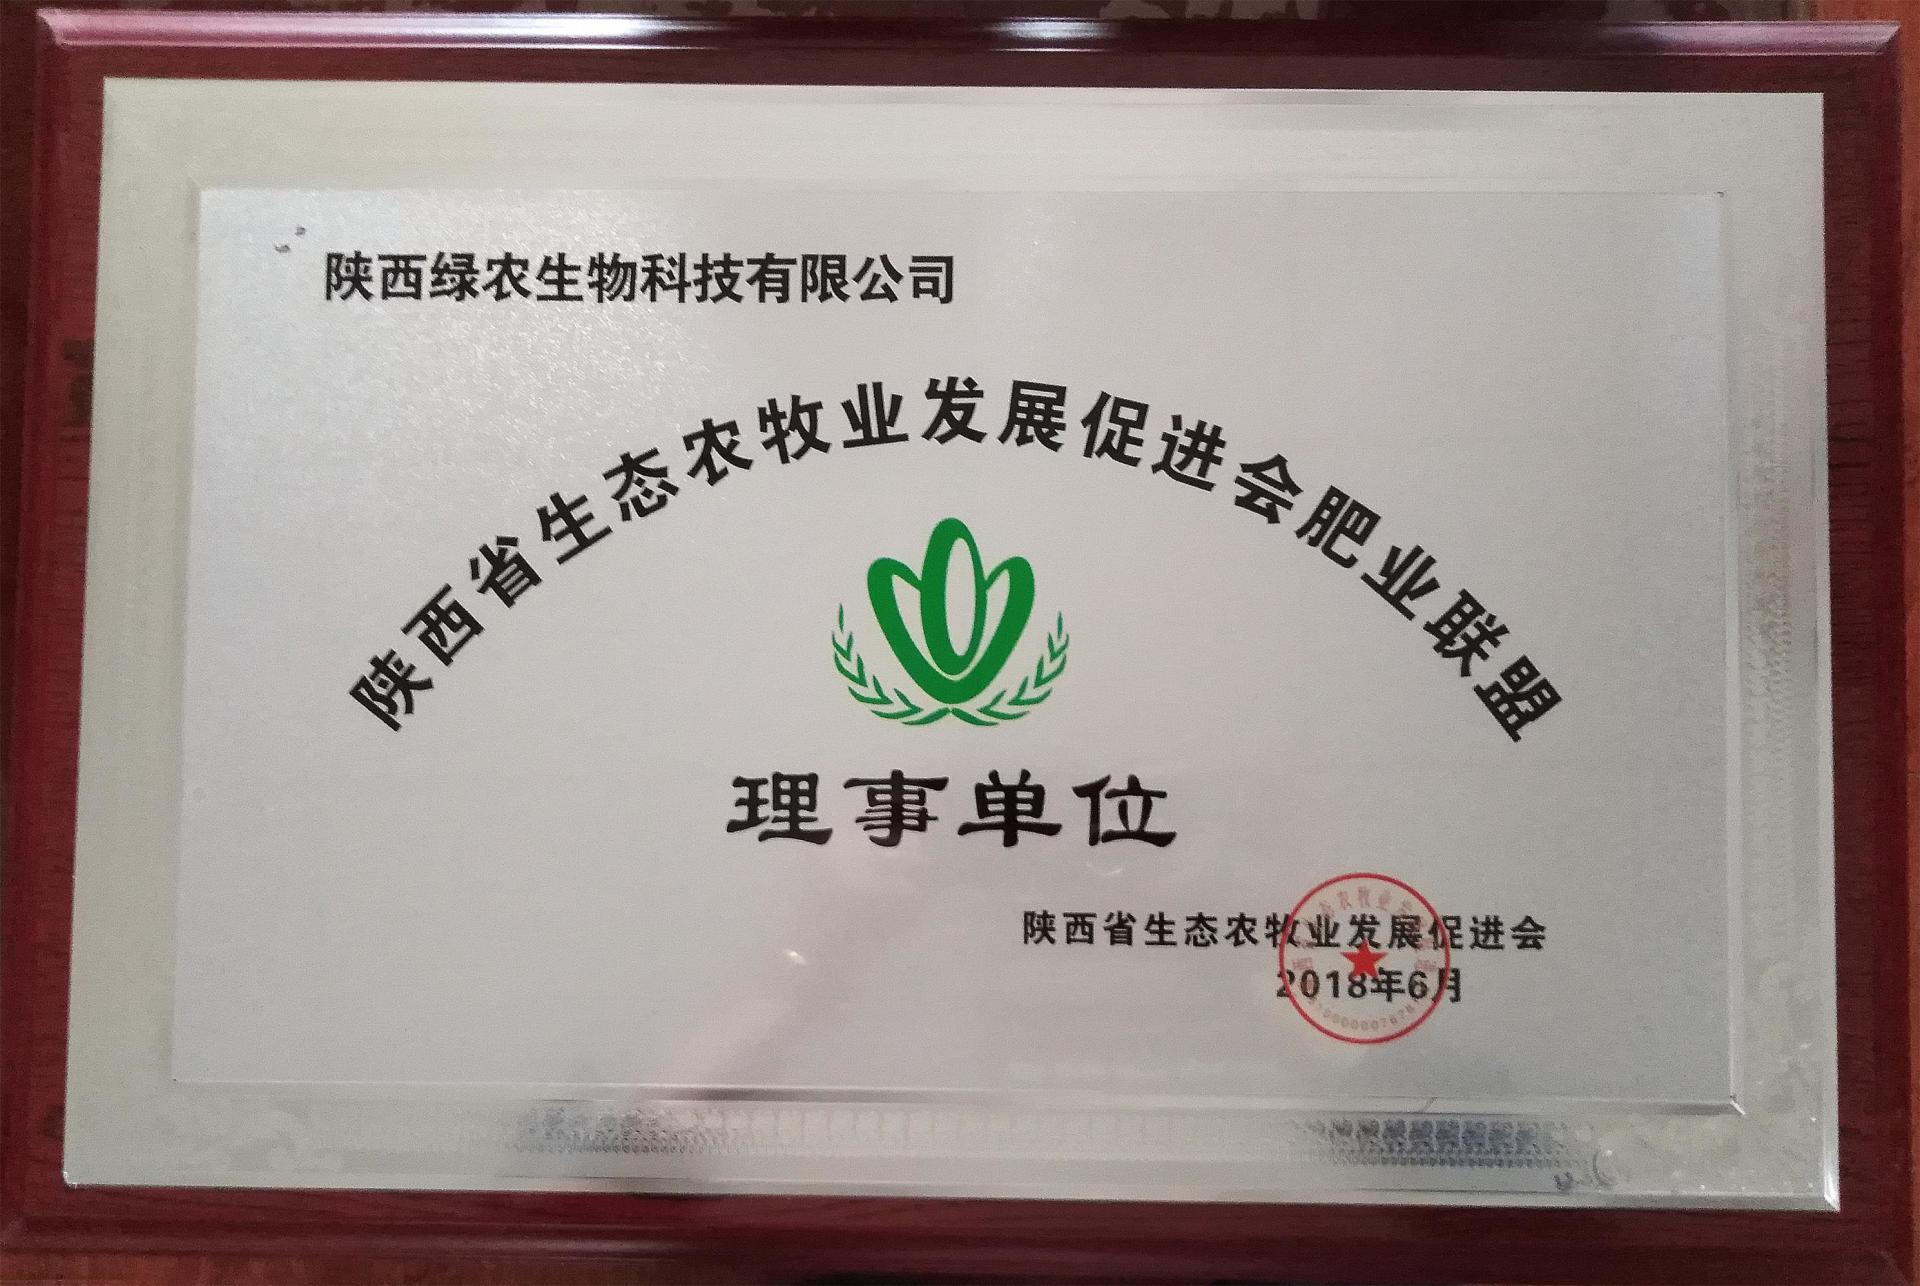 陕西绿农生物科技有限公司
陕西省生态农牧业发展促进会肥业联盟
理事单位
陕西省生态农牧业发展促进会
2018年6月